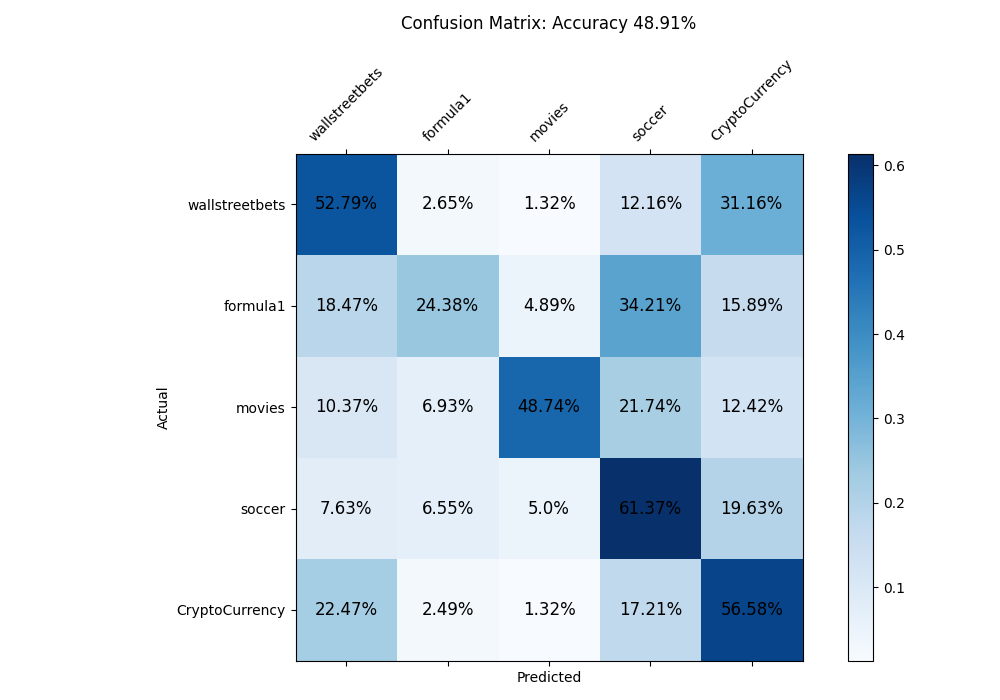 Confusion Matrix: Accuracy 48.91%
wallstreetbets formula1 movies soccer CryptoCurrency
wallstreetbets 52.79% 2.65% 1.32% 12.16% 31.16%
formula1 18.47% 24.38% 4.89% 34.21% 15.89%
movies 10.37% 6.93% 48.74% 21.74% 12.42%
soccer 7.63% 6.55% 5.0% 61.37% 19.63%
CryptoCurrency 22.47% 2.49% 1.32% 17.21% 56.58%
Actual
Predicted
0.6
0.5
0.4
0.3
0.2
0.1